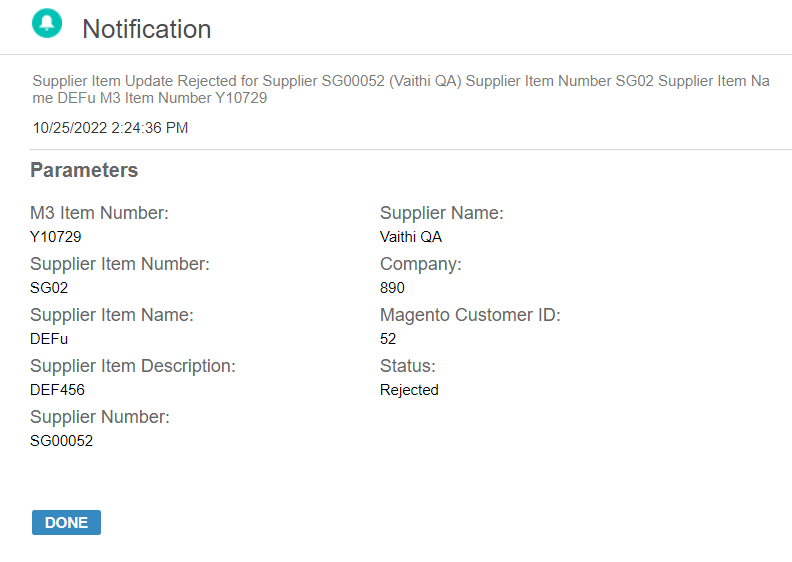 Notification
Supplier Item Update Rejected for Supplier SG00052 (Vaithi QA) Supplier Item Number SG02 Supplier Item Na
me DEFu M3 Item Number Y10729
10/25/2022 2:24:36 PM
Parameters
M3 Item Number:
Y10729
Supplier Item Number:
SG02
Supplier Item Name:
DEFu
Supplier Item Description:
DEF456
Supplier Number:
SG00052
Supplier Name:
Vaithi QA
Company:
890
Magento Customer ID:
52
Status:
Rejected
DONE